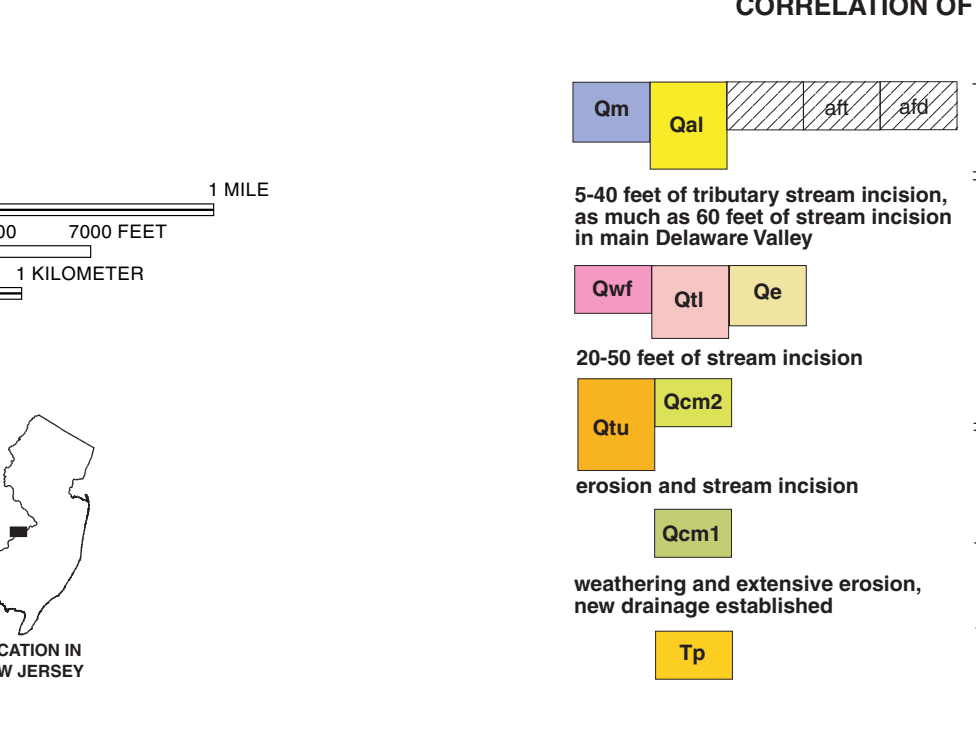 CORRELATION OF
Qm
Qal
aft
afd
1 MILE
00
7000 FEET
1 KILOMETER
5-40 feet of tributary stream incision,
as much as 60 feet of stream incision
in main Delaware Valley
Qwf
Qtl
Qe
20-50 feet of stream incision
Qtu
Qcm2
erosion and stream incision
Qcm1
weathering and extensive erosion,
new drainage established
Tp
CATION IN
W JERSEY